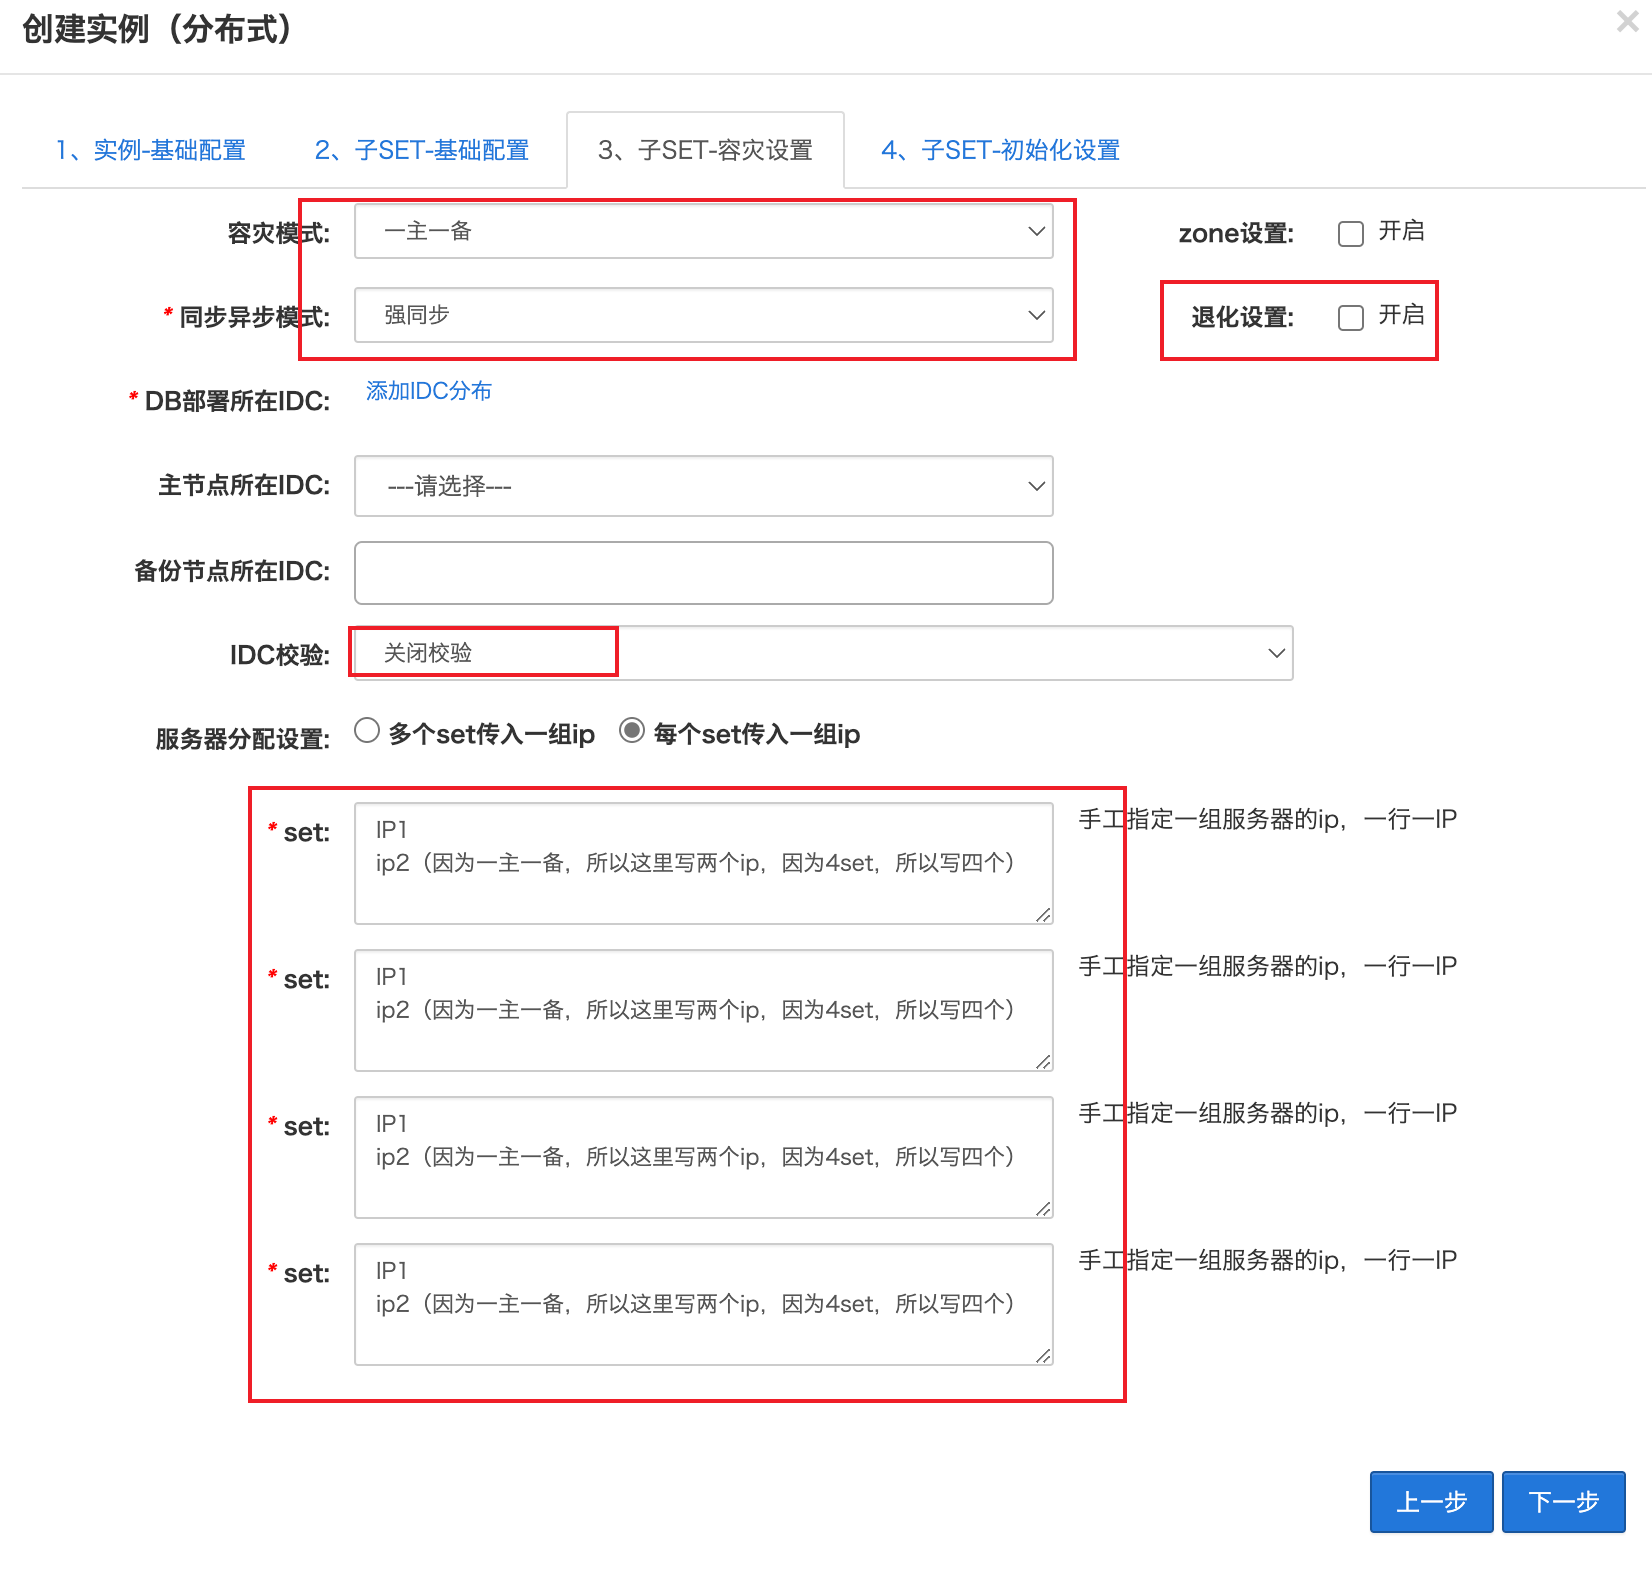 创建实例（分布式）
×
1、实例-基础配置
2、子SET-基础配置
3、子SET-容灾设置
4、子SET-初始化设置
容灾模式:
一主一备
zone设置:
开启
* 同步异步模式:
强同步
退化设置:
开启
* DB部署所在IDC:
添加IDC分布
主节点所在IDC:
---请选择---
备份节点所在IDC:
IDC校验:
关闭校验
服务器分配设置:
多个set传入一组ip
每个set传入一组ip
* set:
IP1
ip2（因为一主一备，所以这里写两个ip，因为4set，所以写四个）
手工指定一组服务器的ip，一行一IP
* set:
IP1
ip2（因为一主一备，所以这里写两个ip，因为4set，所以写四个）
手工指定一组服务器的ip，一行一IP
* set:
IP1
ip2（因为一主一备，所以这里写两个ip，因为4set，所以写四个）
手工指定一组服务器的ip，一行一IP
* set:
IP1
ip2（因为一主一备，所以这里写两个ip，因为4set，所以写四个）
手工指定一组服务器的ip，一行一IP
上一步
下一步